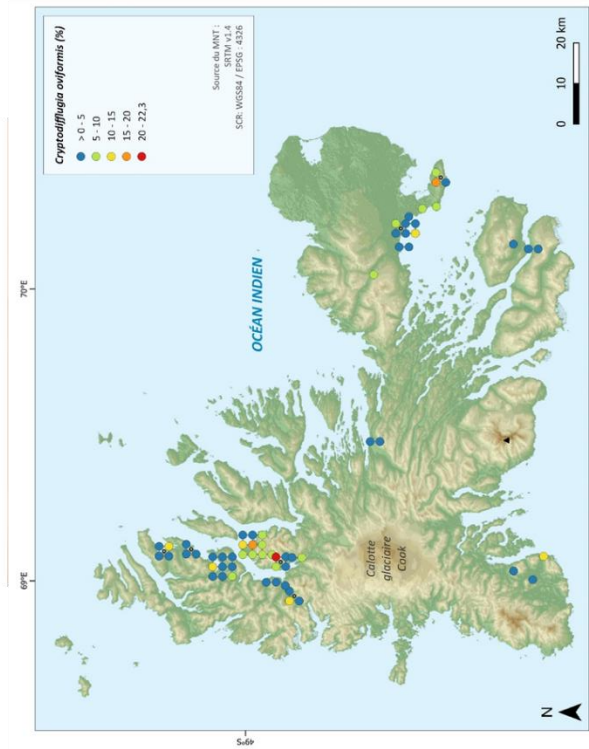 Cryptodifflugia oviformis (%)
> 0 - 5
5 - 10
10 - 15
15 - 20
20 - 22,3
Source du MNT :
SRTM v1.4
SCR: WGS84 / EPSG : 4326
20 km
10
0
70°E
OCÉAN INDIEN
69°E
Calotte
glaciaire
Cook
N
49°S